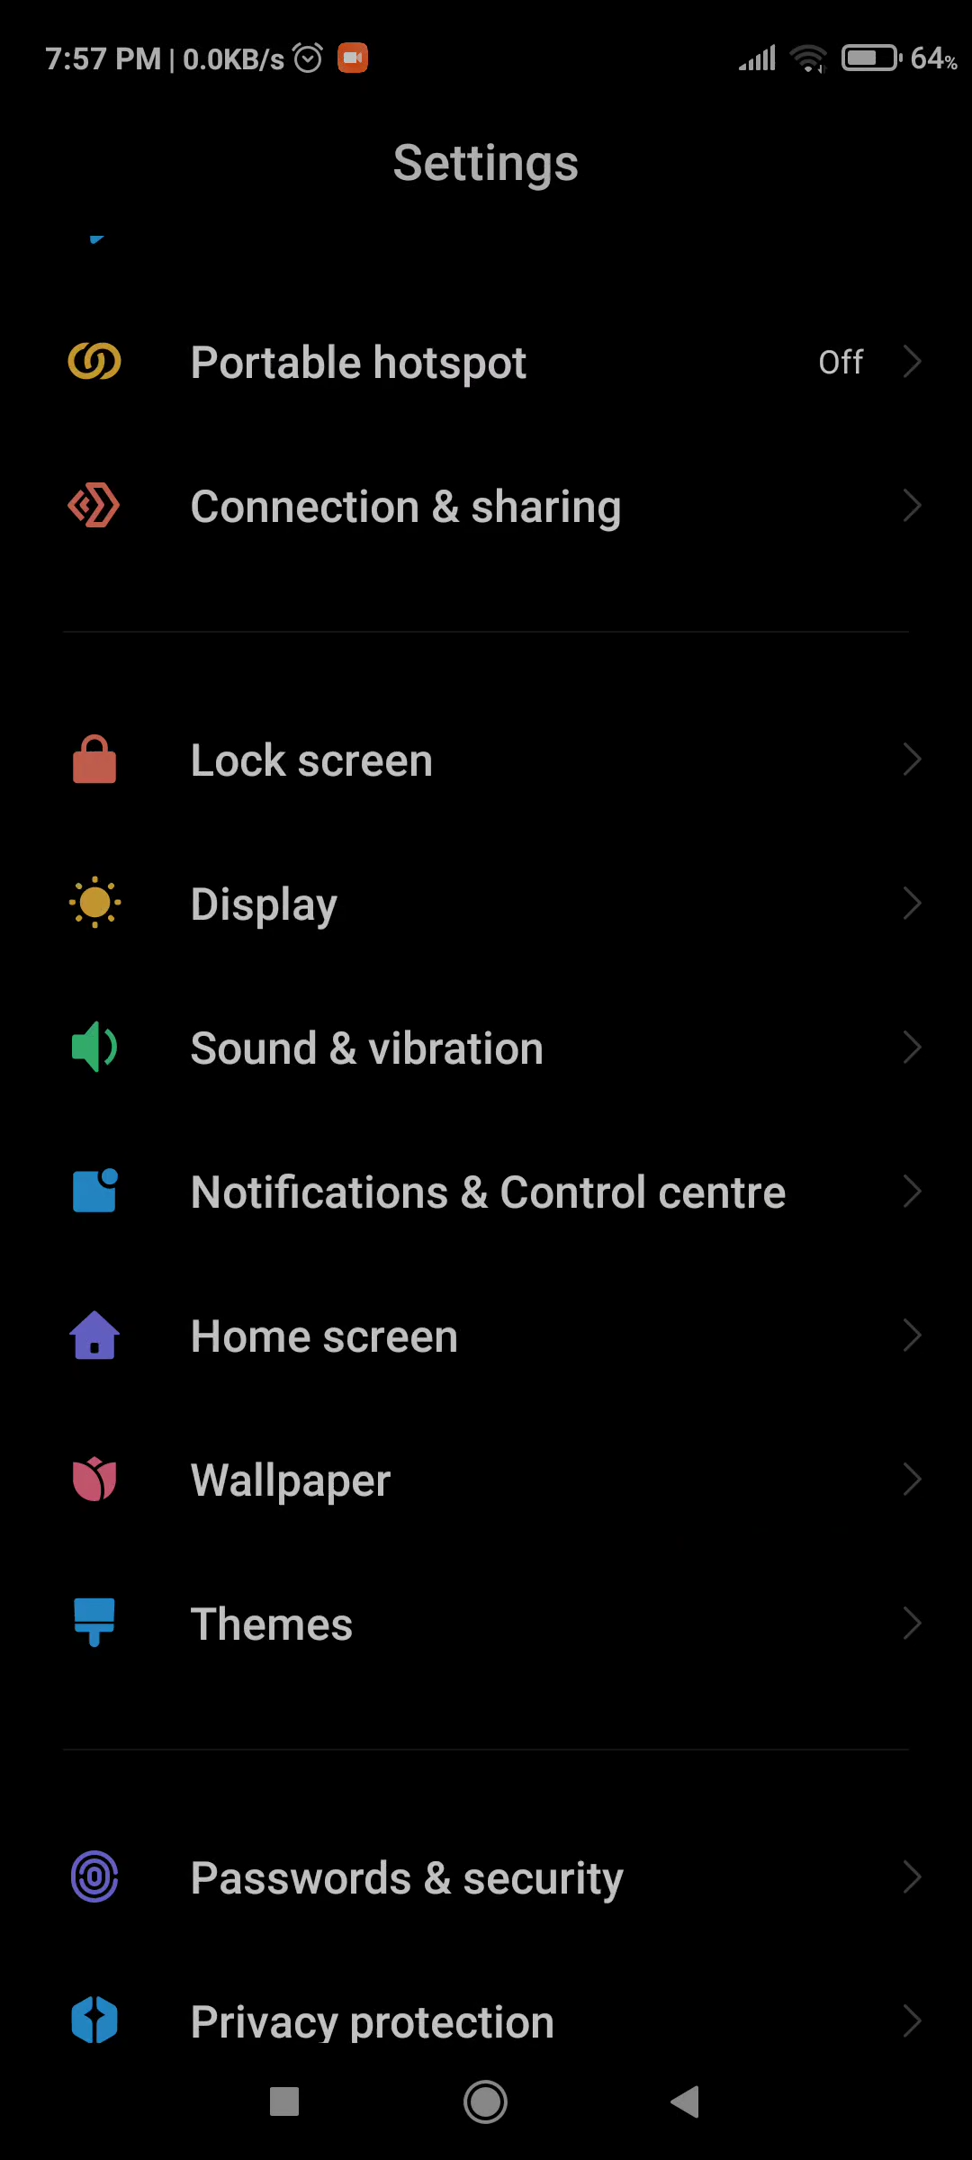 7:57 PM | 0.0KB/s 64%
Settings
Portable hotspot Off
Connection & sharing
Lock screen
Display
Sound & vibration
Notifications & Control centre
Home screen
Wallpaper
Themes
Passwords & security
Privacy protection